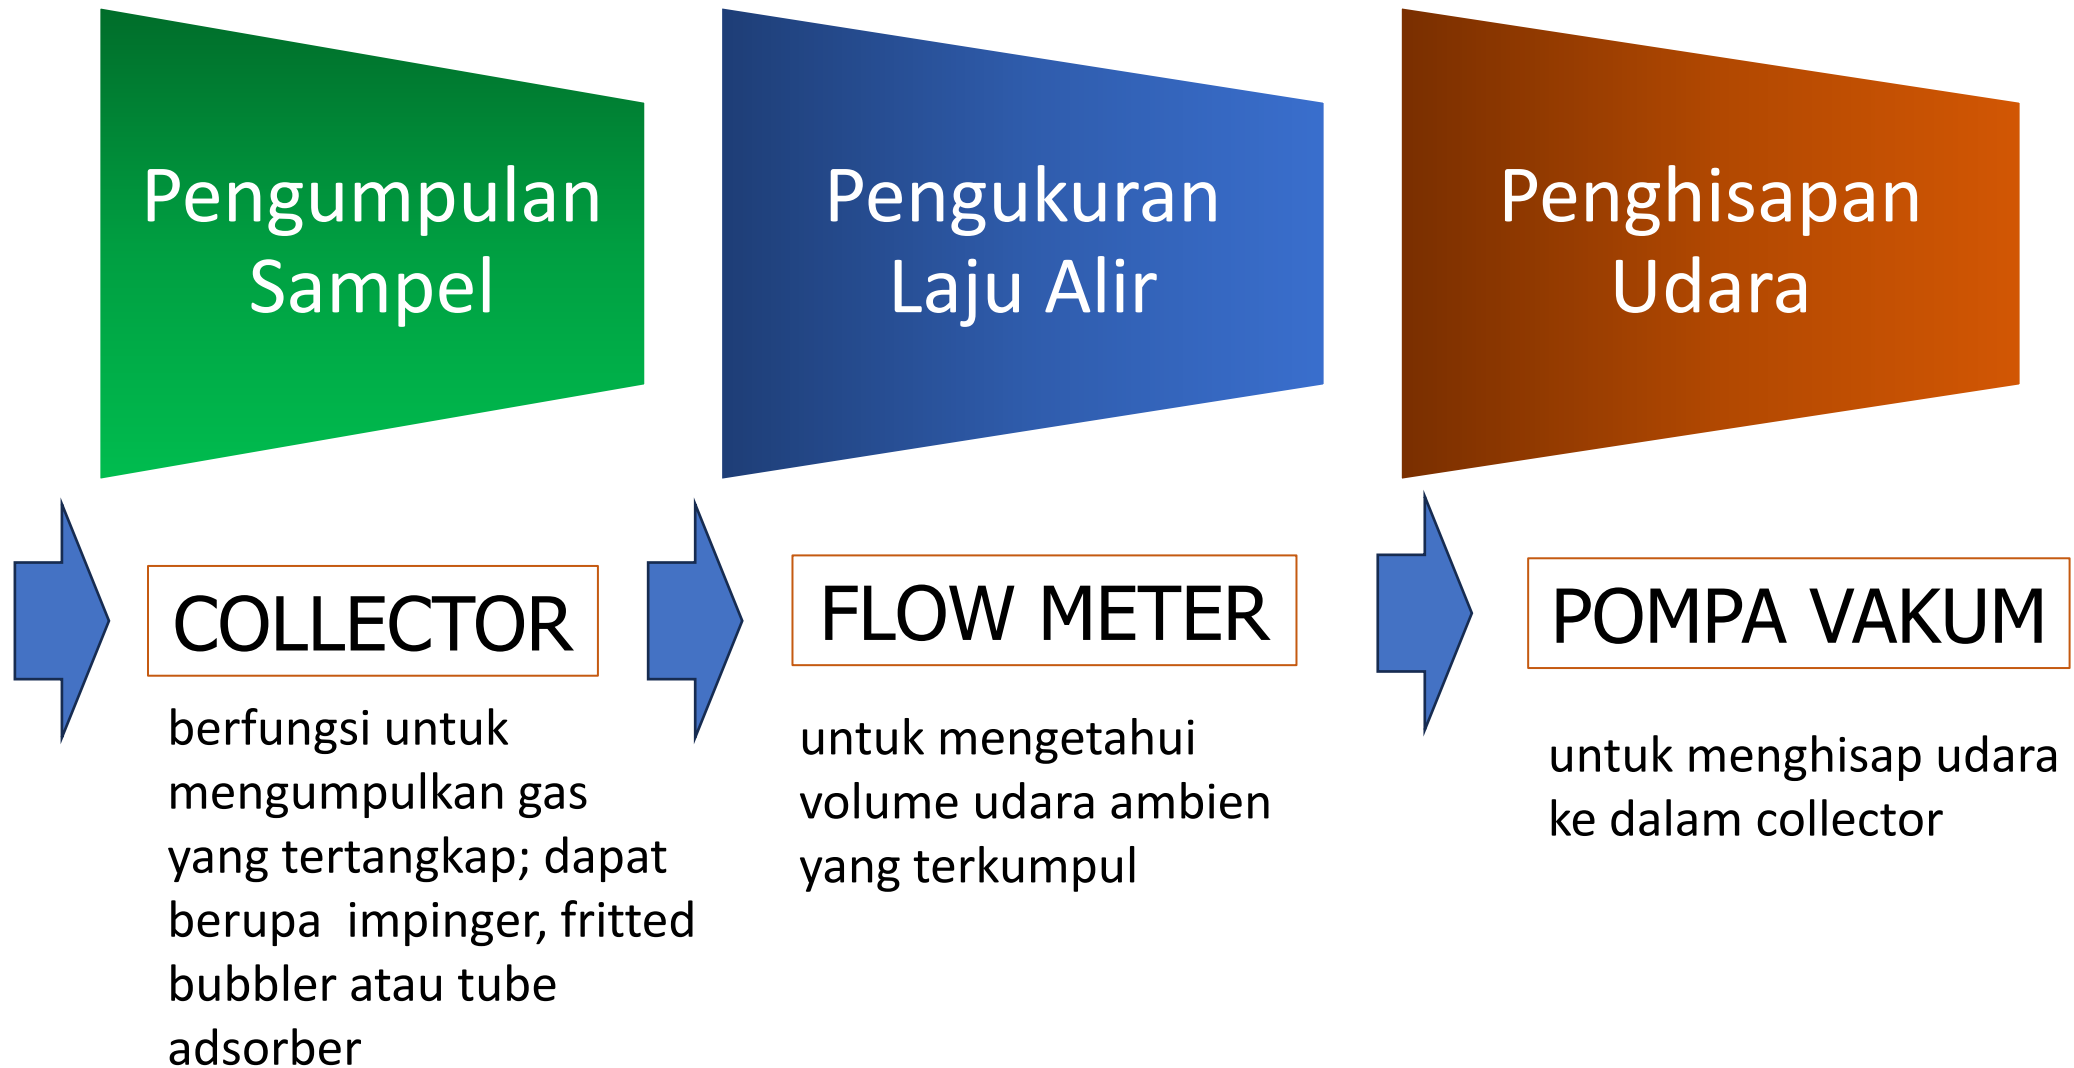 Pengumpulan
Sampel
Pengukuran
Laju Alir
Penghisapan
Udara
COLLECTOR
berfungsi untuk
mengumpulkan gas
yang tertangkap; dapat
berupa  impinger, fritted
bubbler atau tube
adsorber
FLOW METER
untuk mengetahui
volume udara ambien
yang terkumpul
POMPA VAKUM
untuk menghisap udara
ke dalam collector